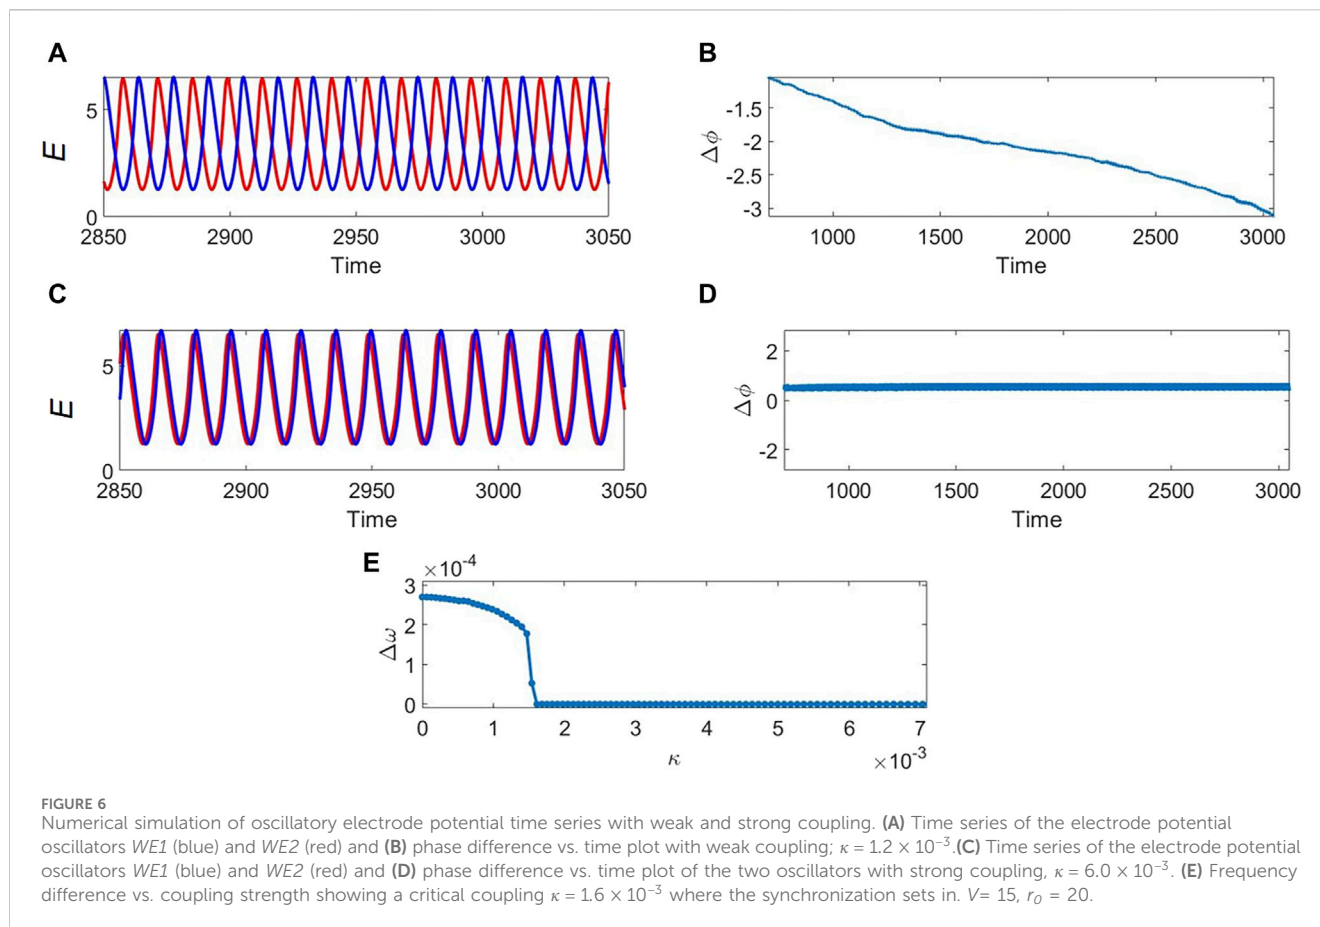 A
B
5
0
E
2850 2900 2950 3000 3050
Time
-1.5
-2
-2.5
-3
Δϕ
1000 1500 2000 2500 3000
Time
C
D
5
0
E
2850 2900 2950 3000 3050
Time
2
0
-2
Δϕ
1000 1500 2000 2500 3000
Time
E
×10⁻⁴
3
2
1
0
Δω
0 1 2 3 4 5 6 7
κ ×10⁻³
FIGURE 6
Numerical simulation of oscillatory electrode potential time series with weak and strong coupling. (A) Time series of the electrode potential
oscillators WE1 (blue) and WE2 (red) and (B) phase difference vs. time plot with weak coupling; κ = 1.2 × 10⁻³.(C) Time series of the electrode potential
oscillators WE1 (blue) and WE2 (red) and (D) phase difference vs. time plot of the two oscillators with strong coupling, κ = 6.0 × 10⁻³. (E) Frequency
difference vs. coupling strength showing a critical coupling κ = 1.6 × 10⁻³ where the synchronization sets in. V= 15, r₀ = 20.